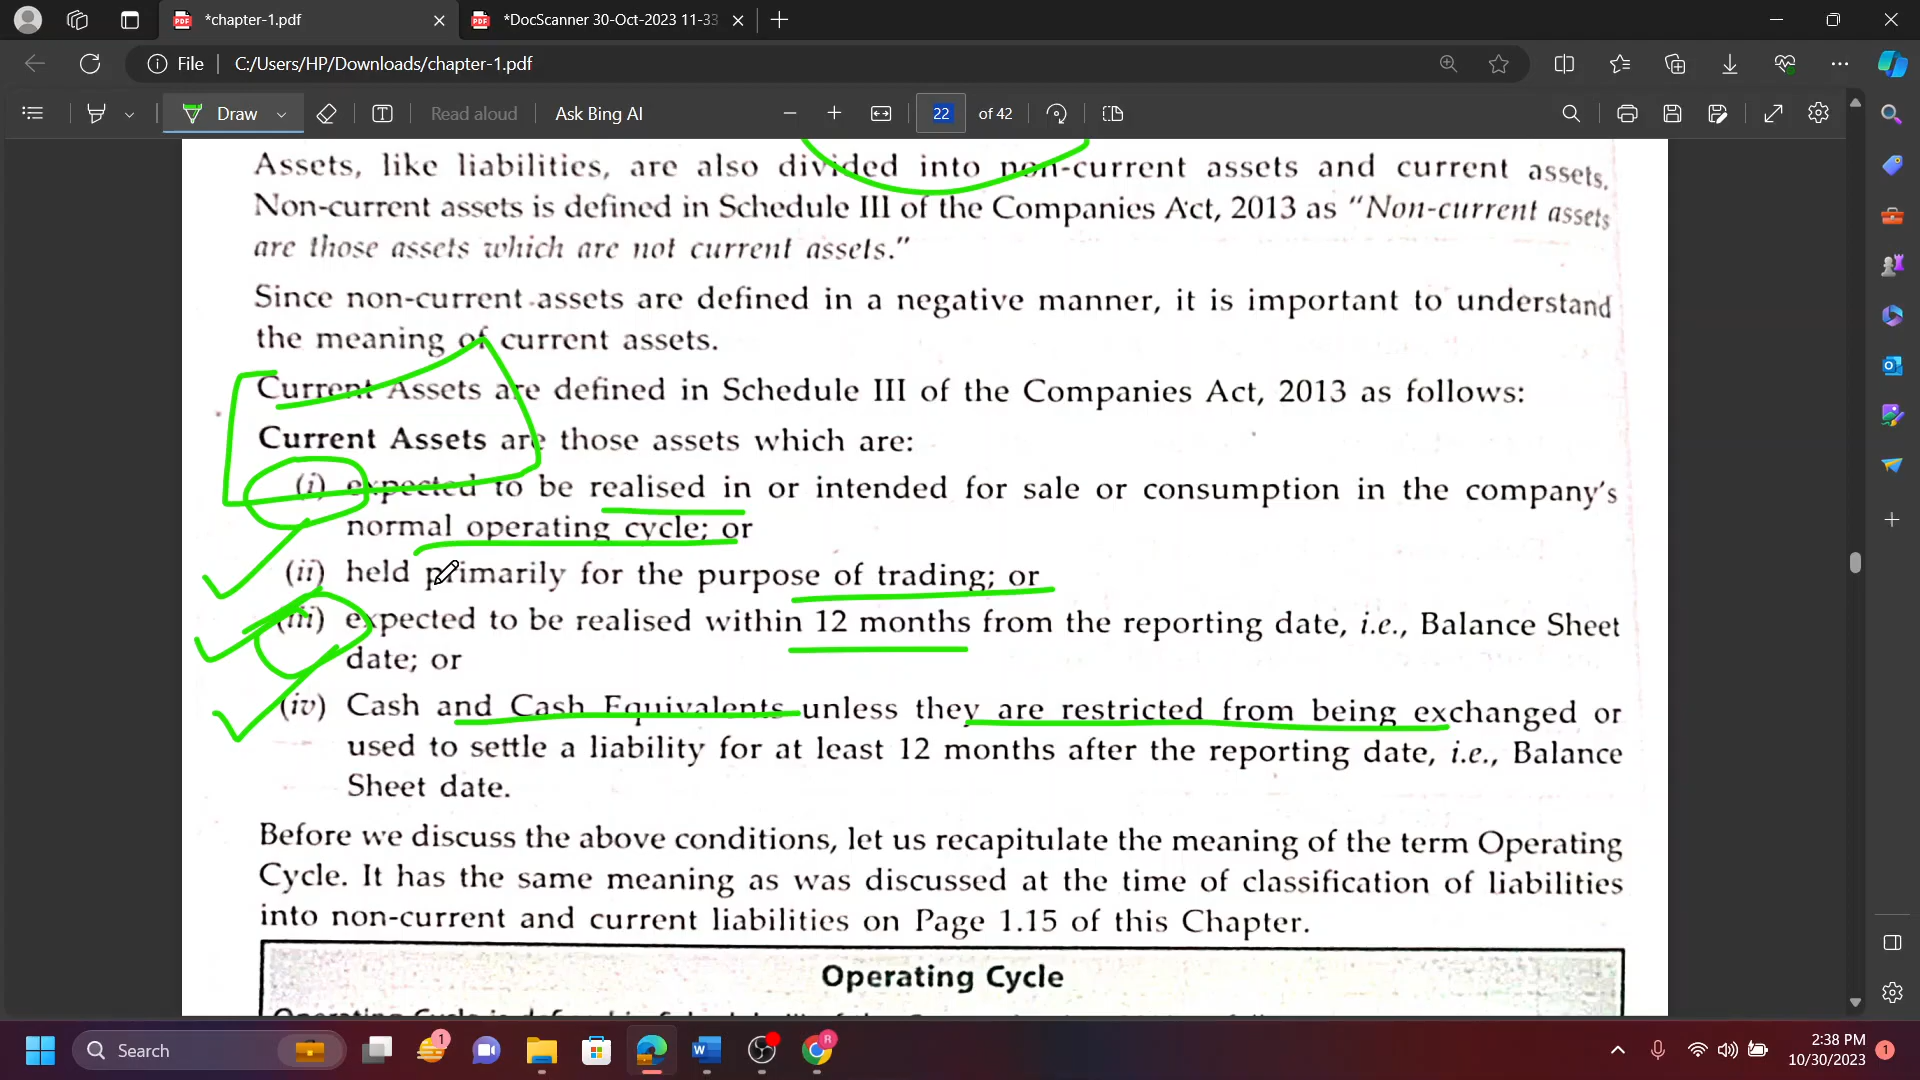 *chapter-1.pdf
*DocScanner 30-Oct-2023 11-33
File
C:/Users/HP/Downloads/chapter-1.pdf
Draw
Read aloud
Ask Bing AI
22 of 42
Assets, like liabilities, are also divided into non-current assets and current assets.
Non-current assets is defined in Schedule III of the Companies Act, 2013 as "Non-current assets
are those assets which are not current assets."
Since non-current assets are defined in a negative manner, it is important to understand
the meaning of current assets.
Current Assets are defined in Schedule III of the Companies Act, 2013 as follows:
Current Assets are those assets which are:
(i) expected to be realised in or intended for sale or consumption in the company's
normal operating cycle; or
(ii) held primarily for the purpose of trading; or
(iii) expected to be realised within 12 months from the reporting date, i.e., Balance Sheet
date; or
(iv) Cash and Cash Equivalents unless they are restricted from being exchanged or
used to settle a liability for at least 12 months after the reporting date, i.e., Balance
Sheet date.
Before we discuss the above conditions, let us recapitulate the meaning of the term Operating
Cycle. It has the same meaning as was discussed at the time of classification of liabilities
into non-current and current liabilities on Page 1.15 of this Chapter.
Operating Cycle
Search
1
R
2:38 PM
10/30/2023
1